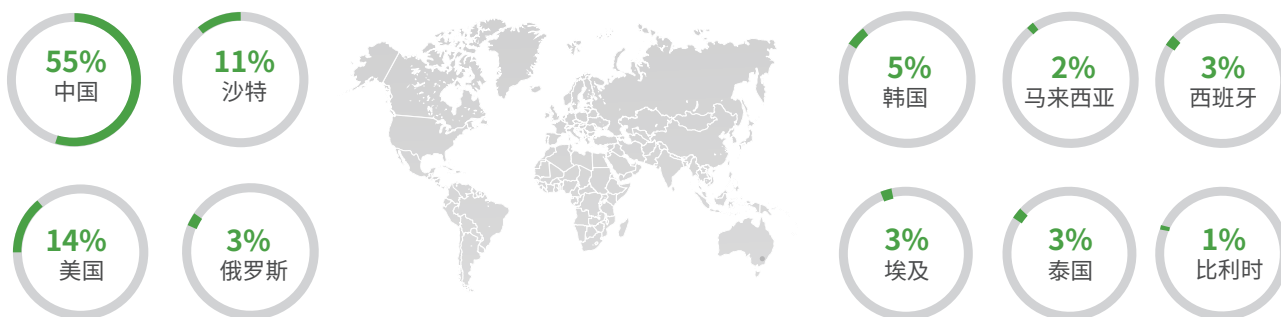 55%
中国
11%
沙特
5%
韩国
2%
马来西亚
3%
西班牙
14%
美国
3%
俄罗斯
3%
埃及
3%
泰国
1%
比利时